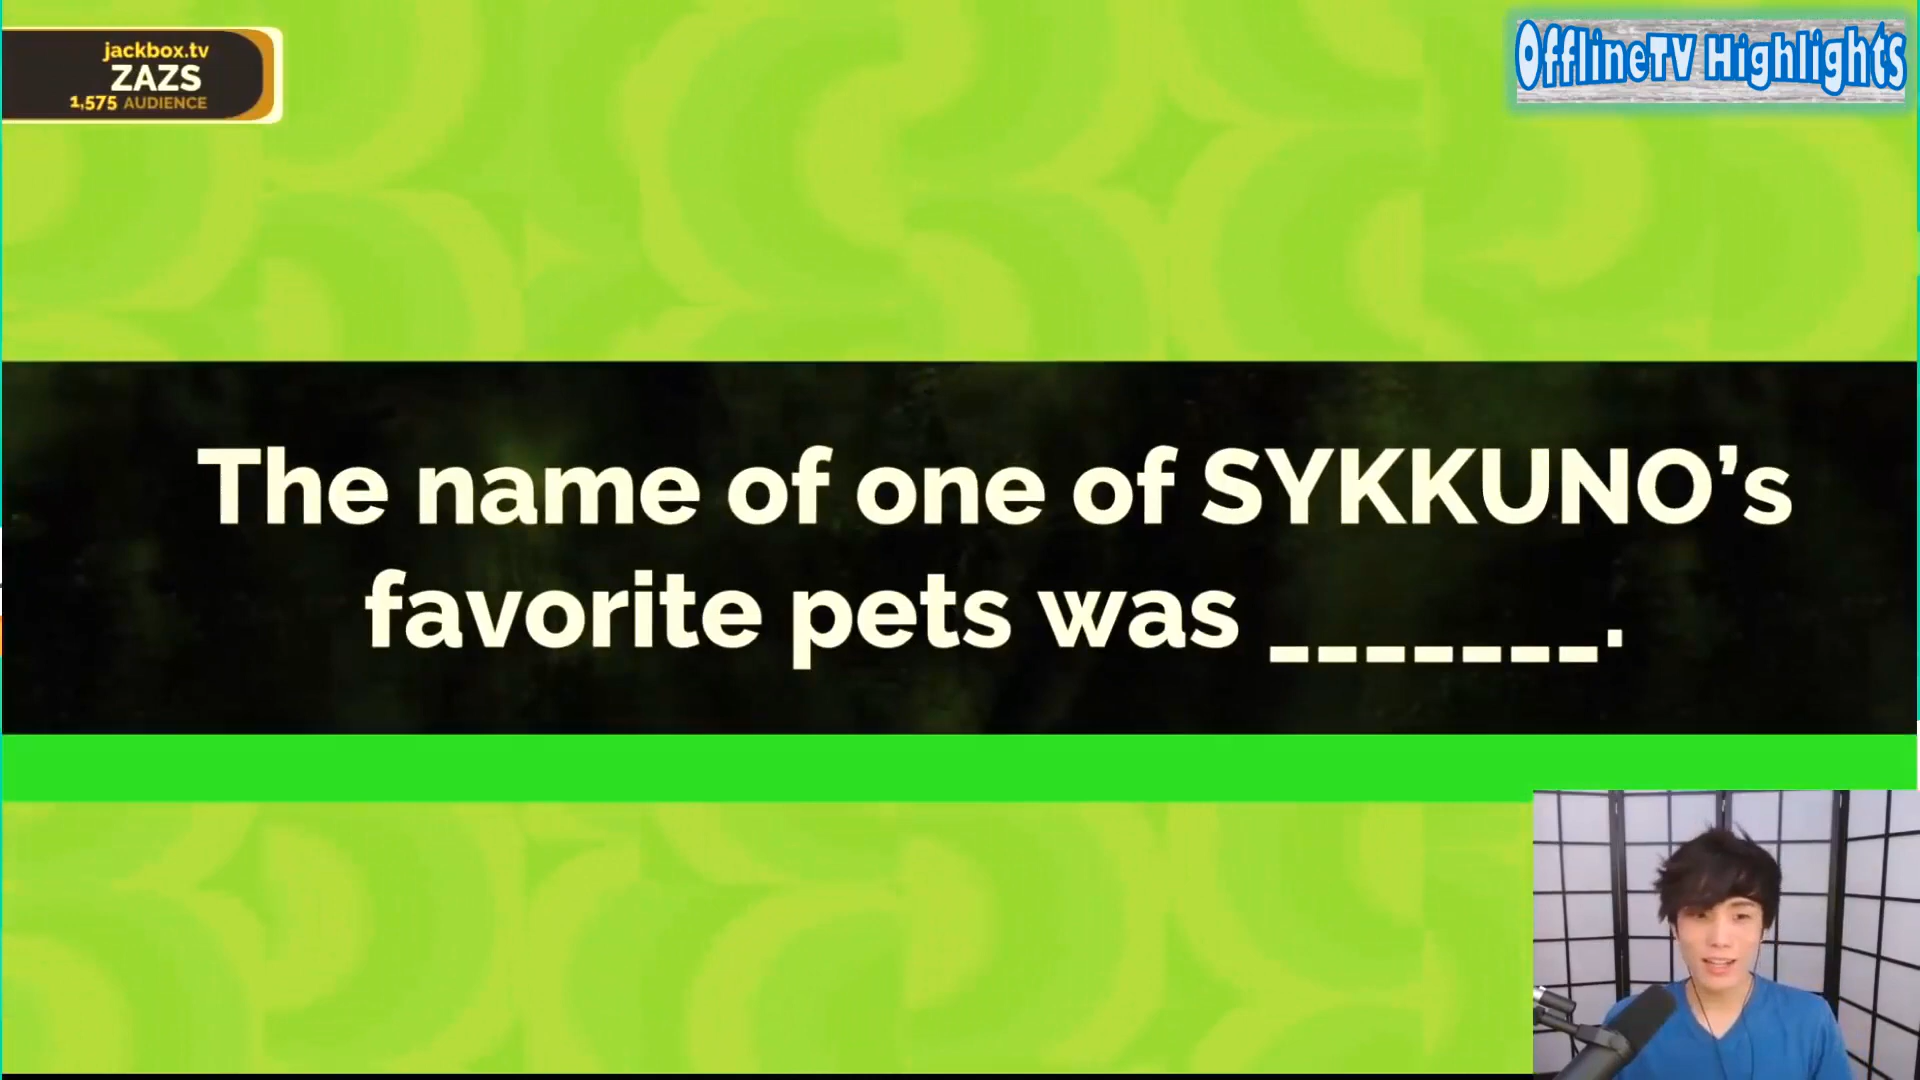 jackbox.tv
ZAZS
1,575 AUDIENCE
OfflineTV Highlights
The name of one of SYKKUNO’s
favorite pets was _______.